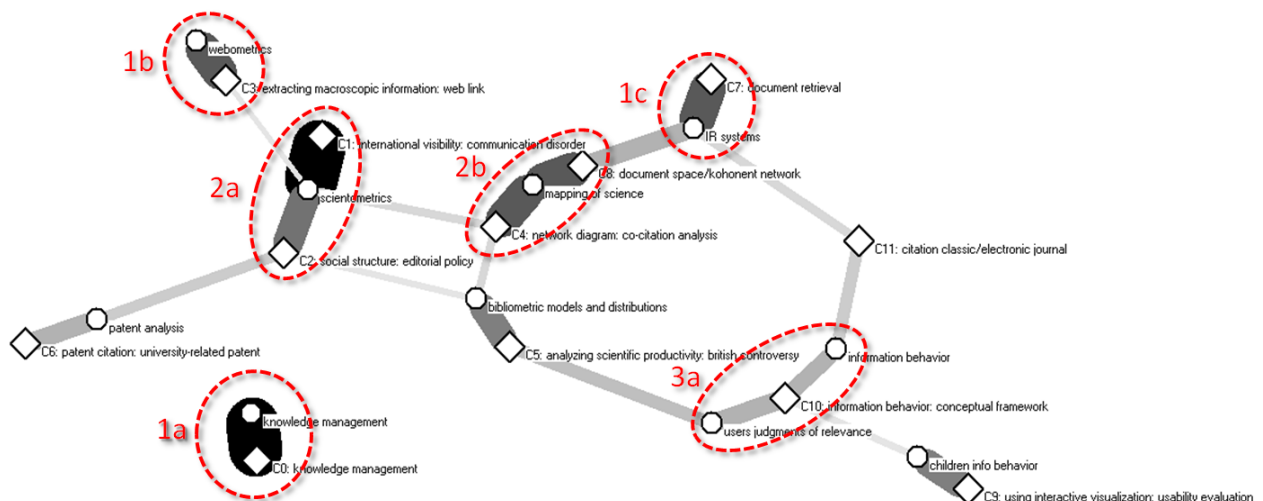 webometrics
1b
C3: extracting macroscopic information: web link
C7: document retrieval
1c
IR systems
C1: international visibility: communication disorder
2b
C8: document space/kohonent network
2a
scientometrics
mapping of science
C4: network diagram: co-citation analysis
C11: citation classic/electronic journal
C2: social structure: editorial policy
bibliometric models and distributions
patent analysis
C6: patent citation: university-related patent
C5: analyzing scientific productivity: british controversy
information behavior
3a
C10: information behavior: conceptual framework
1a
knowledge management
users judgments of relevance
C0: knowledge management
children info behavior
C9: using interactive visualization: usability evaluation